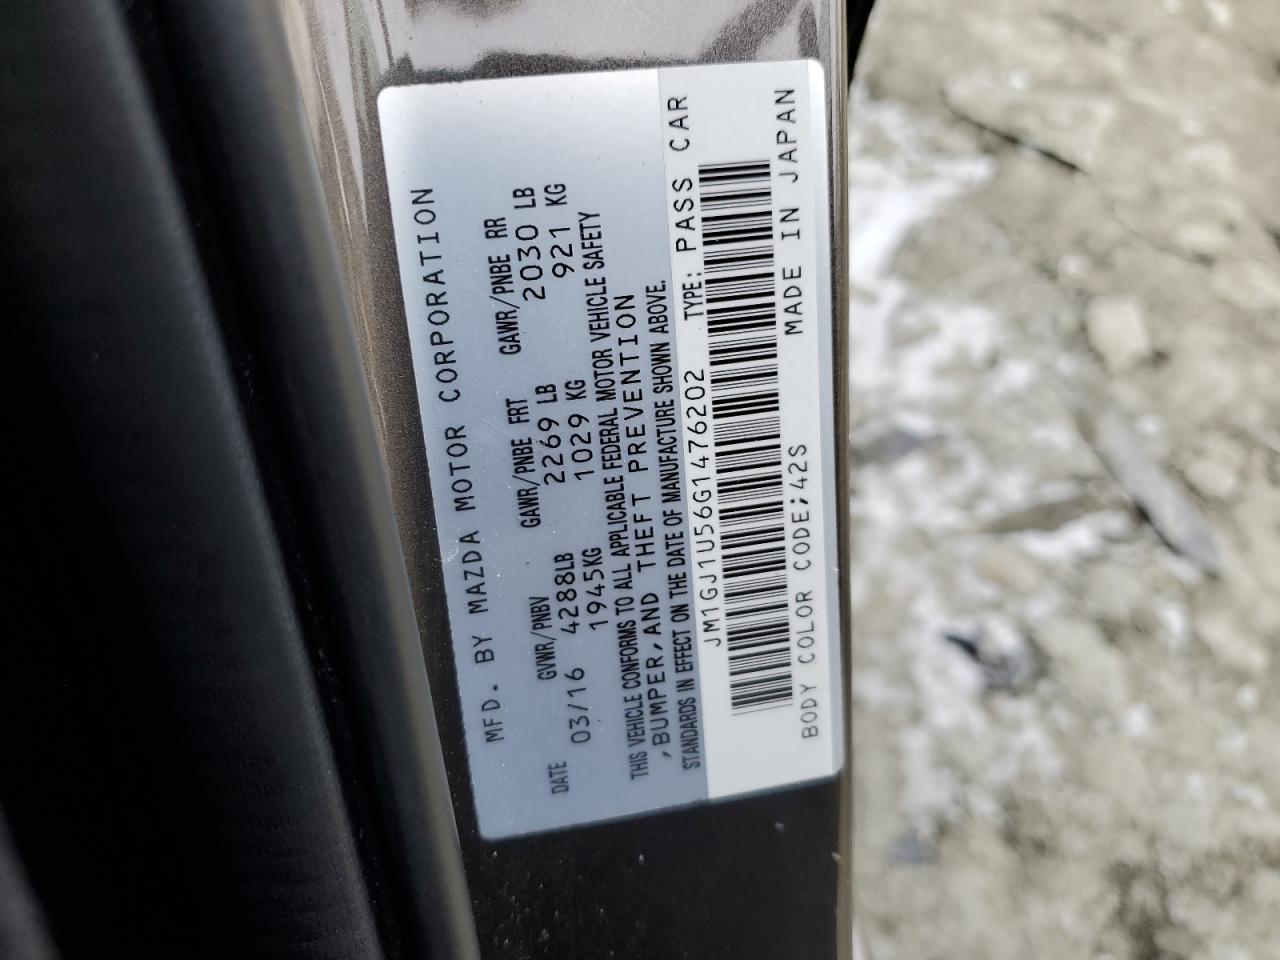 MFD. BY MAZDA MOTOR CORPORATION
DATE GVWR/PNBV GAWR/PNBE FRT GAWR/PNBE RR
03/16 4288LB 2269 LB 2030 LB
1945KG 1029 KG 921 KG
THIS VEHICLE CONFORMS TO ALL APPLICABLE FEDERAL MOTOR VEHICLE SAFETY
,BUMPER,AND THEFT PREVENTION
STANDARDS IN EFFECT ON THE DATE OF MANUFACTURE SHOWN ABOVE.
JM1GJ1U56G1476202 TYPE: PASS CAR
BODY COLOR CODE;42S MADE IN JAPAN